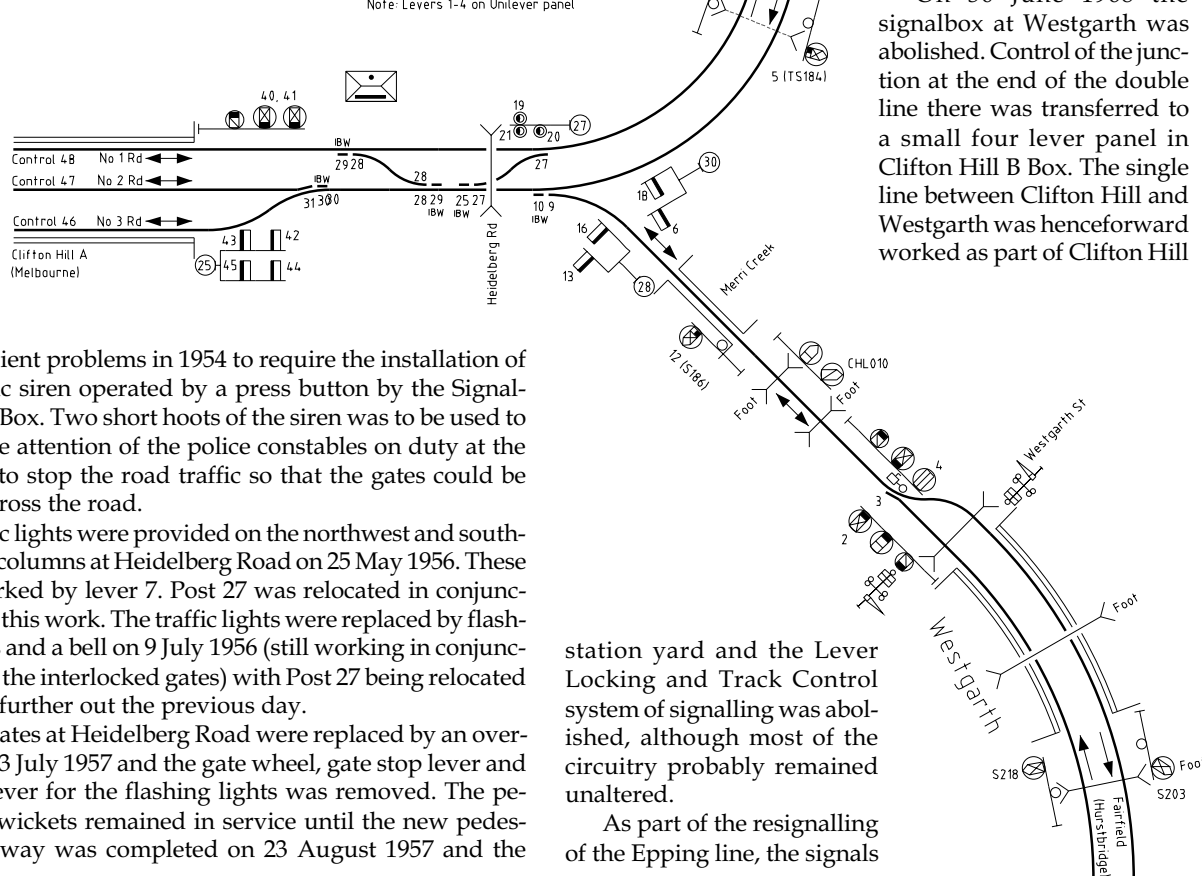 Note: Levers 1-4 on Unilever panel
5 (TS184)
40, 41
19
21
20
27
IBW
29 28
27
Control 48 No 1 Rd
Control 47 No 2 Rd
28
IBW
28 29
IBW
25 27
IBW
10 9
IBW
Control 46 No 3 Rd
43
42
25
45
44
Clifton Hill A
(Melbourne)
Heidelberg Rd
30
18
6
16
13
28
Merri Creek
12 (S186)
CHL010
Foot
Foot
4
3
2
Westgarth St
Westgarth
Foot
S218
S203
Foo
Fairfield
(Hurstbridge)
signalbox at Westgarth was
abolished. Control of the junc-
tion at the end of the double
line there was transferred to
a small four lever panel in
Clifton Hill B Box. The single
line between Clifton Hill and
Westgarth was henceforward
worked as part of Clifton Hill
ient problems in 1954 to require the installation of
c siren operated by a press button by the Signal-
Box. Two short hoots of the siren was to be used to
e attention of the police constables on duty at the
to stop the road traffic so that the gates could be
ross the road.
c lights were provided on the northwest and south-
columns at Heidelberg Road on 25 May 1956. These
rked by lever 7. Post 27 was relocated in conjunc-
this work. The traffic lights were replaced by flash-
and a bell on 9 July 1956 (still working in conjunc-
the interlocked gates) with Post 27 being relocated
further out the previous day.
ates at Heidelberg Road were replaced by an over-
3 July 1957 and the gate wheel, gate stop lever and
ever for the flashing lights was removed. The pe-
wickets remained in service until the new pedes-
way was completed on 23 August 1957 and the
station yard and the Lever
Locking and Track Control
system of signalling was abol-
ished, although most of the
circuitry probably remained
unaltered.
As part of the resignalling
of the Epping line, the signals